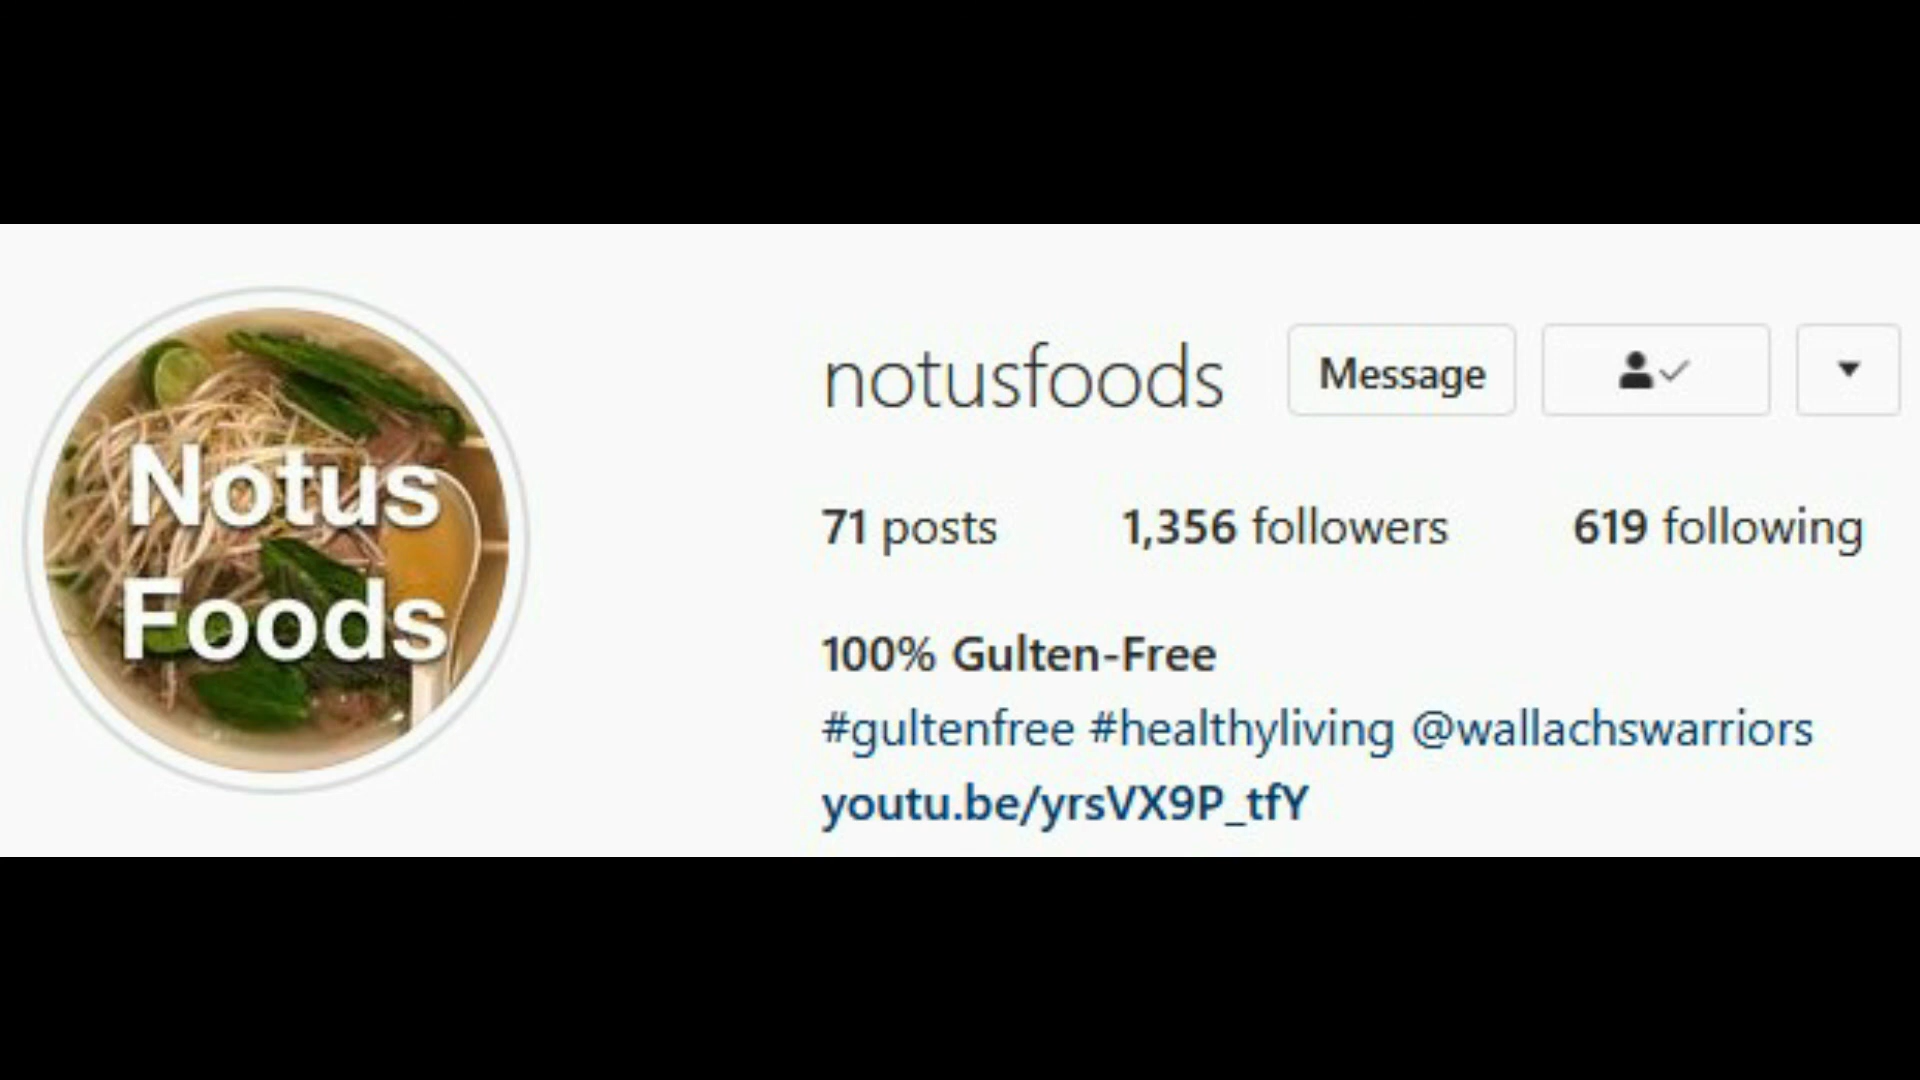 Notus
Foods
notusfoods Message
71 posts 1,356 followers 619 following
100% Gulten-Free
#gultenfree #healthyliving @wallachswarriors
youtu.be/yrsVX9P_tfY